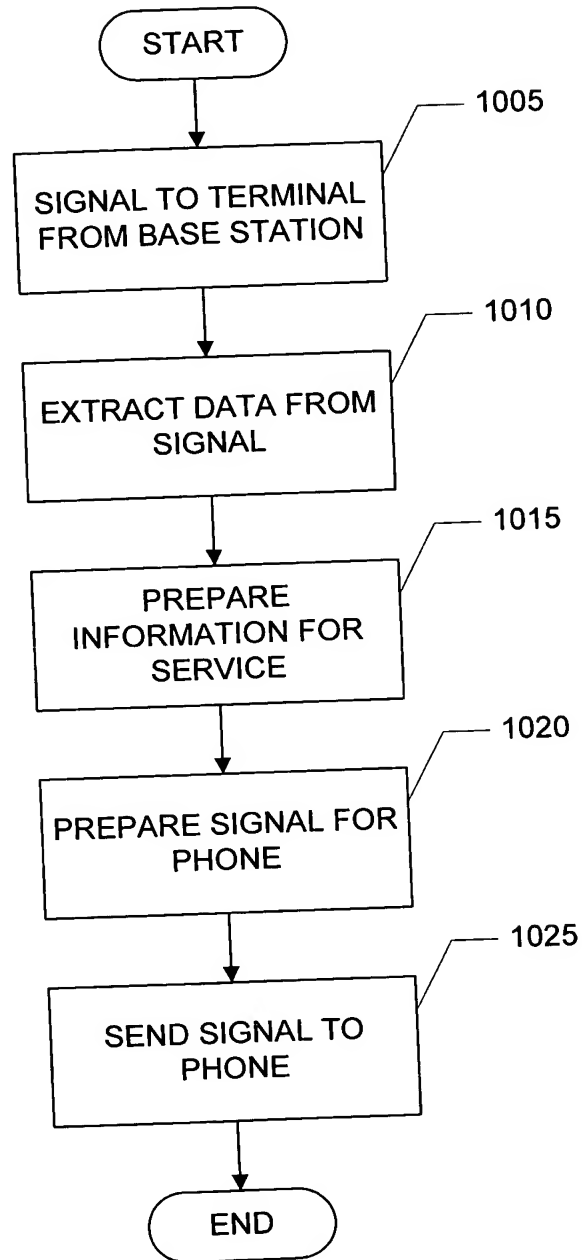 START
1005
SIGNAL TO TERMINAL
FROM BASE STATION
1010
EXTRACT DATA FROM
SIGNAL
1015
PREPARE
INFORMATION FOR
SERVICE
1020
PREPARE SIGNAL FOR
PHONE
1025
SEND SIGNAL TO
PHONE
END